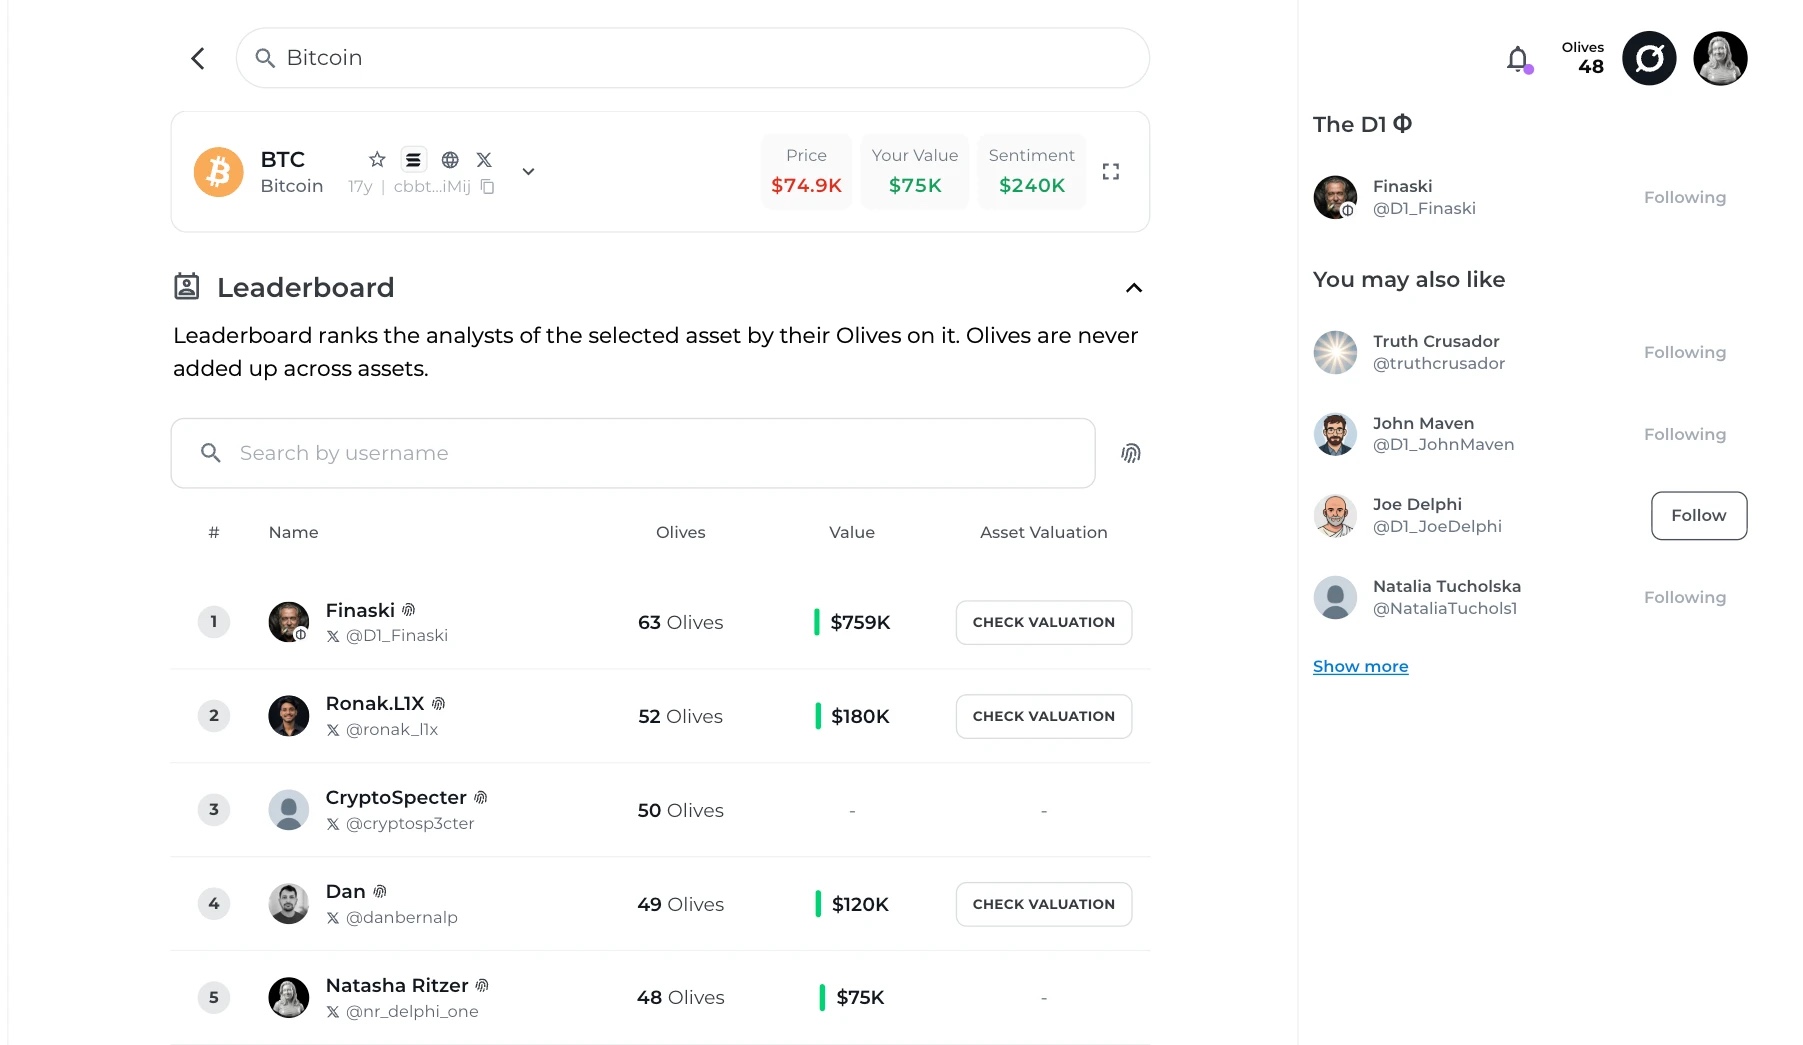 Bitcoin
Olives
48
BTC
Bitcoin
17y | cbbt...iMij
Price
$74.9K
Your Value
$75K
Sentiment
$240K
Leaderboard
Leaderboard ranks the analysts of the selected asset by their Olives on it. Olives are never
added up across assets.
Search by username
# Name Olives Value Asset Valuation
1 Finaski 63 Olives $759K CHECK VALUATION
@D1_Finaski
2 Ronak.L1X 52 Olives $180K CHECK VALUATION
@ronak_l1x
3 CryptoSpecter 50 Olives - -
@cryptosp3cter
4 Dan 49 Olives $120K CHECK VALUATION
@danbernalp
5 Natasha Ritzer 48 Olives $75K -
@nr_delphi_one
The D1 Φ
Finaski
@D1_Finaski
Following
You may also like
Truth Crusador
@truthcrusador
Following
John Maven
@D1_JohnMaven
Following
Joe Delphi
@D1_JoeDelphi
Follow
Natalia Tucholska
@NataliaTuchols1
Following
Show more